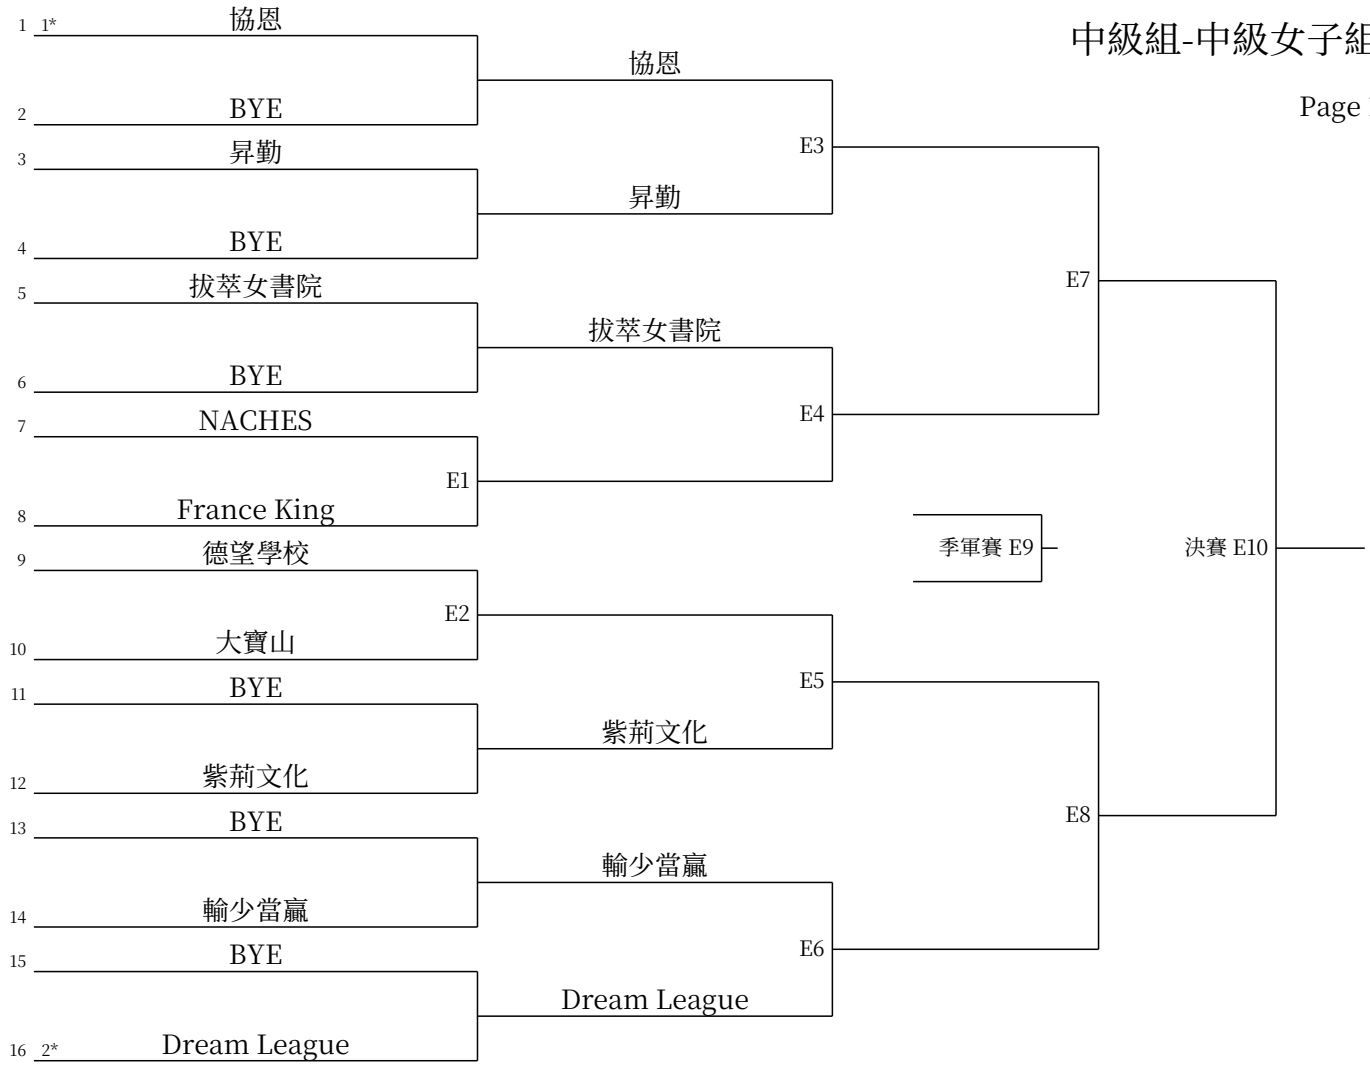 中級組-中級女子組
Page
1 1* 協恩
協恩
2 BYE
3 昇勤
E3
昇勤
4 BYE
5 拔萃女書院
E7
拔萃女書院
6 BYE
7 NACHES
E4
E1
8 France King
9 德望學校
季軍賽 E9
決賽 E10
E2
10 大寶山
11 BYE
E5
紫荊文化
12 紫荊文化
13 BYE
E8
輸少當贏
14 輸少當贏
15 BYE
E6
Dream League
16 2* Dream League